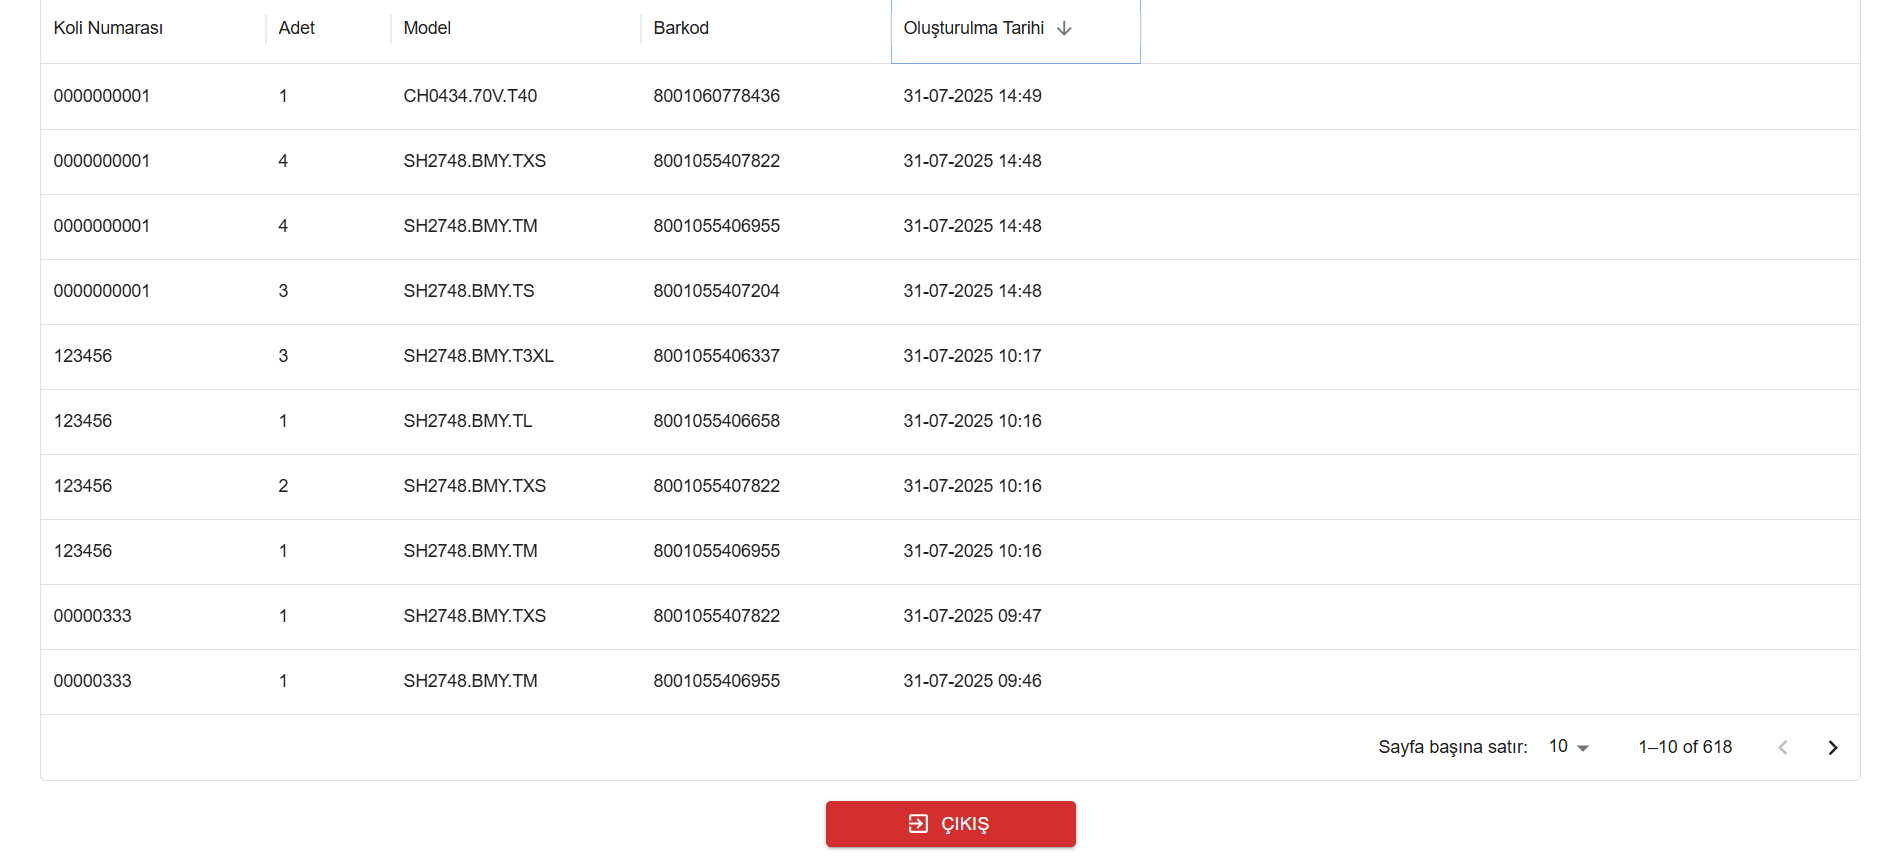 Koli Numarası Adet Model Barkod Oluşturulma Tarihi
0000000001 1 CH0434.70V.T40 8001060778436 31-07-2025 14:49
0000000001 4 SH2748.BMY.TXS 8001055407822 31-07-2025 14:48
0000000001 4 SH2748.BMY.TM 8001055406955 31-07-2025 14:48
0000000001 3 SH2748.BMY.TS 8001055407204 31-07-2025 14:48
123456 3 SH2748.BMY.T3XL 8001055406337 31-07-2025 10:17
123456 1 SH2748.BMY.TL 8001055406658 31-07-2025 10:16
123456 2 SH2748.BMY.TXS 8001055407822 31-07-2025 10:16
123456 1 SH2748.BMY.TM 8001055406955 31-07-2025 10:16
00000333 1 SH2748.BMY.TXS 8001055407822 31-07-2025 09:47
00000333 1 SH2748.BMY.TM 8001055406955 31-07-2025 09:46
Sayfa başına satır: 10 1–10 of 618
ÇIKIŞ